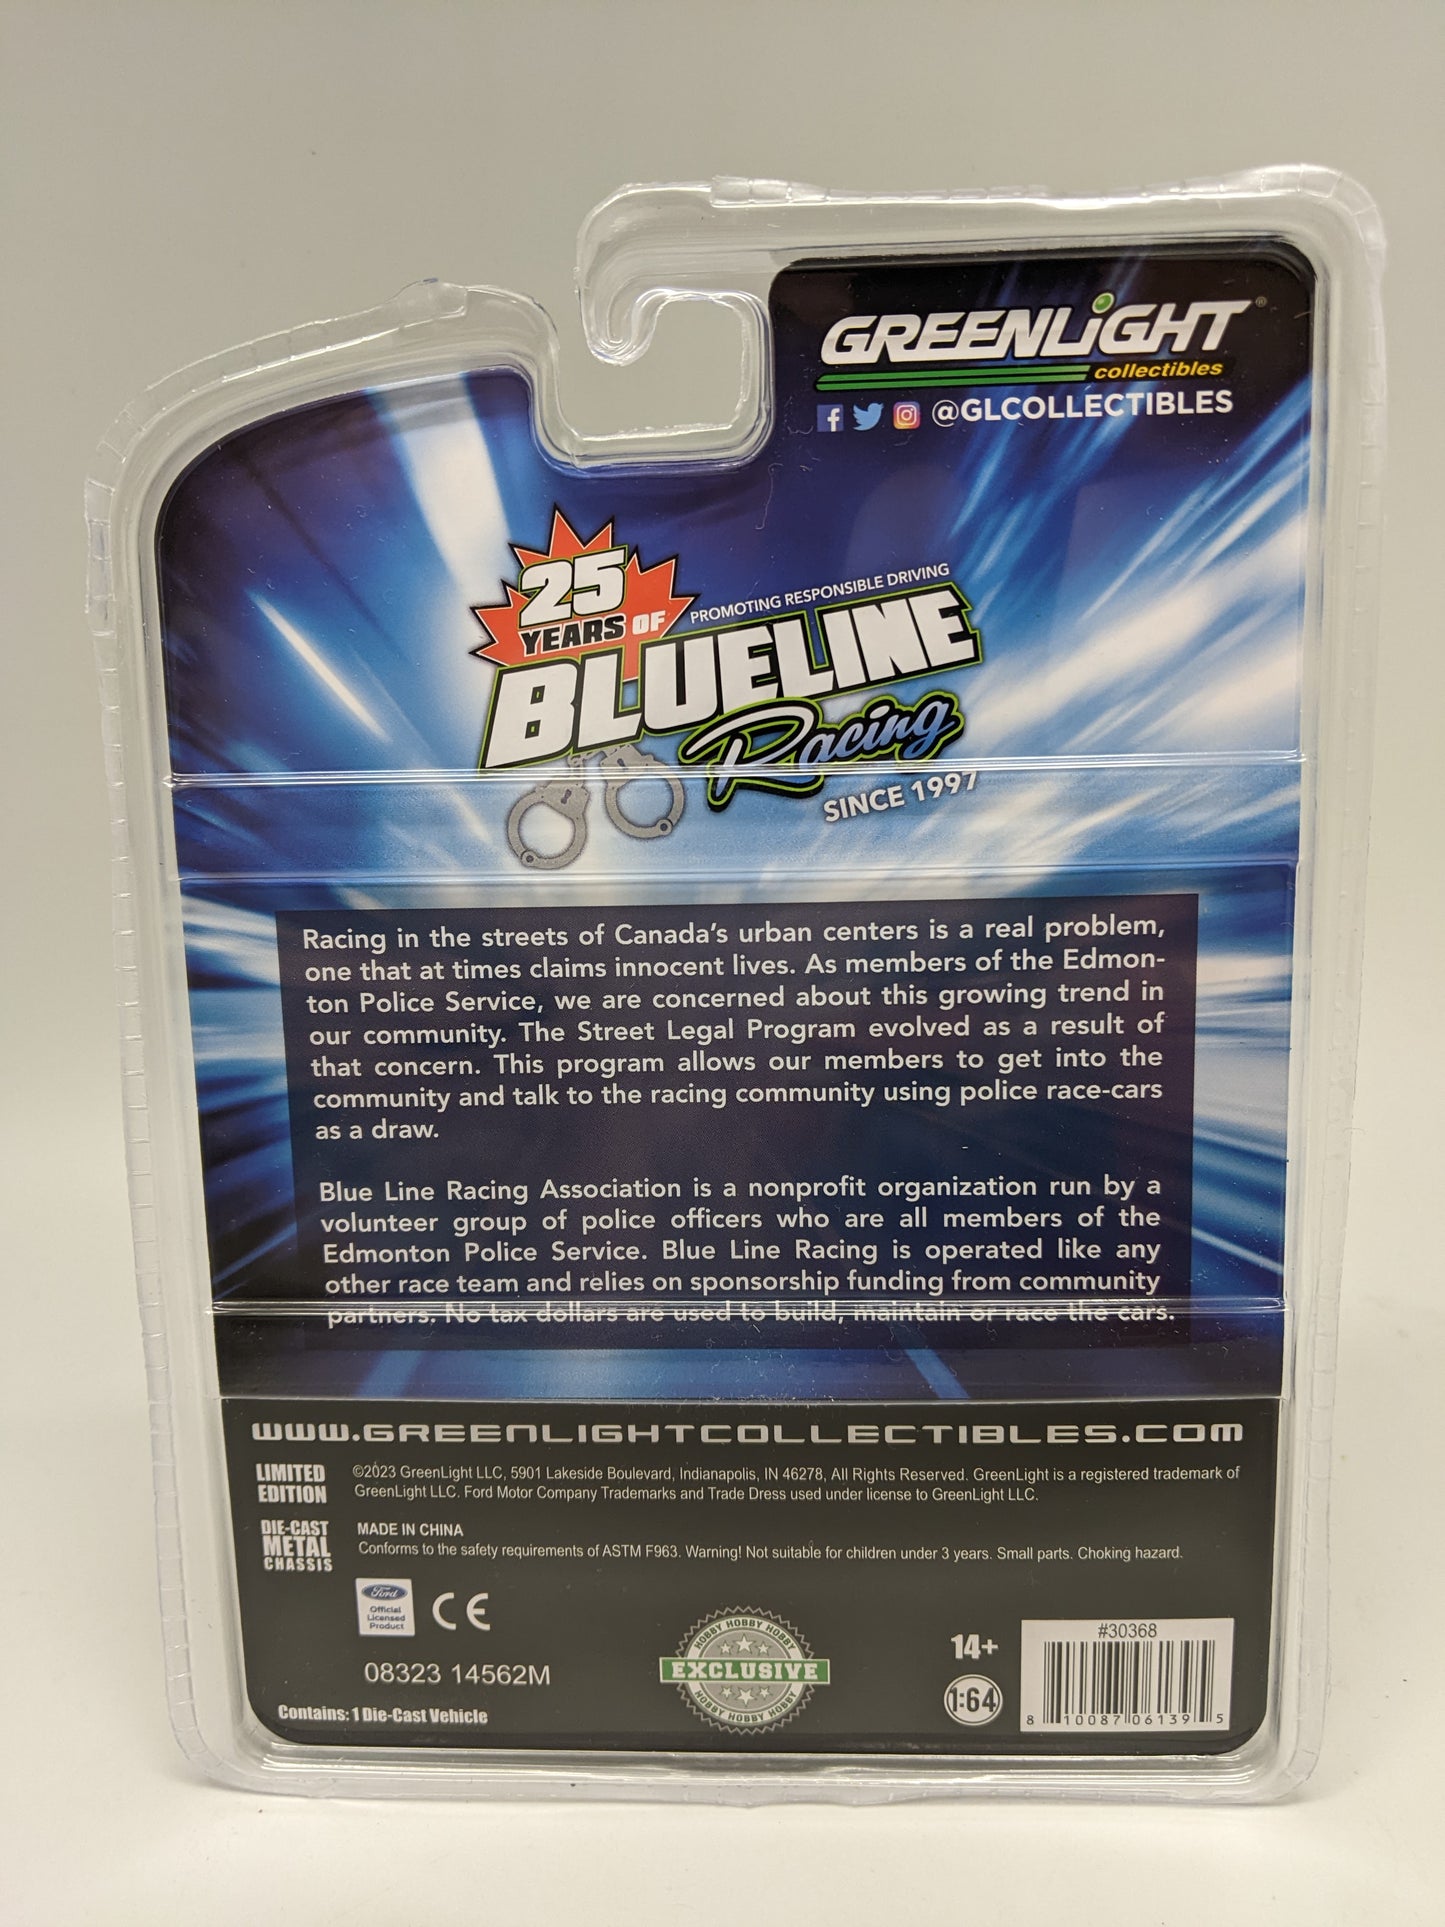 GREENLiGHT®
collectibles
@GLCOLLECTIBLES
25
YEARS OF
PROMOTING RESPONSIBLE DRIVING
BLUELINE
Racing
SINCE 1997
Racing in the streets of Canada's urban centers is a real problem,
one that at times claims innocent lives. As members of the Edmon-
ton Police Service, we are concerned about this growing trend in
our community. The Street Legal Program evolved as a result of
that concern. This program allows our members to get into the
community and talk to the racing community using police race-cars
as a draw.
Blue Line Racing Association is a nonprofit organization run by a
volunteer group of police officers who are all members of the
Edmonton Police Service. Blue Line Racing is operated like any
other race team and relies on sponsorship funding from community
partners. No tax dollars are used to build, maintain or race the cars.
WWW.GREENLIGHTCOLLECTIBLES.COM
LIMITED
EDITION
©2023 GreenLight LLC, 5901 Lakeside Boulevard, Indianapolis, IN 46278, All Rights Reserved. GreenLight is a registered trademark of
GreenLight LLC. Ford Motor Company Trademarks and Trade Dress used under license to GreenLight LLC.
DIE-CAST
METAL
CHASSIS
MADE IN CHINA
Conforms to the safety requirements of ASTM F963. Warning! Not suitable for children under 3 years. Small parts. Choking hazard.
Ford
Official
Licensed
Product
CE
08323 14562M
Contains: 1 Die-Cast Vehicle
HOBBY HOBBY HOBBY
EXCLUSIVE
HOBBY HOBBY HOBBY
14+
1:64
#30368
8 10087 06139 5